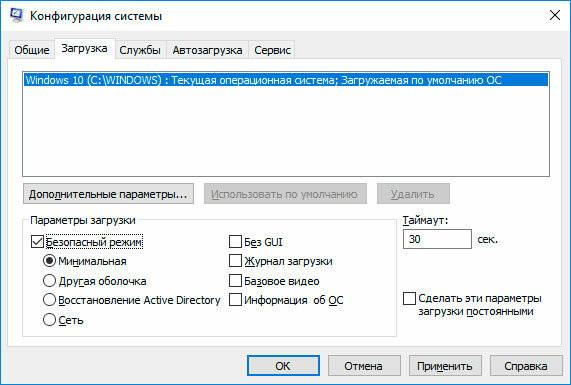 Конфигурация системы
Общие Загрузка Службы Автозагрузка Сервис
Windows 10 (C:\WINDOWS) : Текущая операционная система; Загружаемая по умолчанию ОС
Дополнительные параметры... Использовать по умолчанию Удалить
Параметры загрузки Таймаут:
Безопасный режим Без GUI 30 сек.
Минимальная Журнал загрузки
Другая оболочка Базовое видео
Восстановление Active Directory Информация об ОС Сделать эти параметры
Сеть загрузки постоянными
ОК Отмена Применить Справка